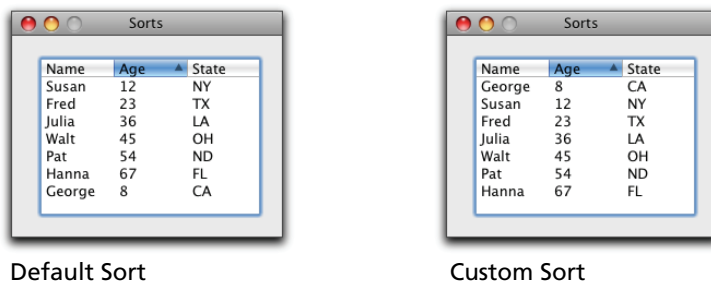 Sorts
Name Age State
Susan 12 NY
Fred 23 TX
Julia 36 LA
Walt 45 OH
Pat 54 ND
Hanna 67 FL
George 8 CA
Default Sort
Sorts
Name Age State
George 8 CA
Susan 12 NY
Fred 23 TX
Julia 36 LA
Walt 45 OH
Pat 54 ND
Hanna 67 FL
Custom Sort